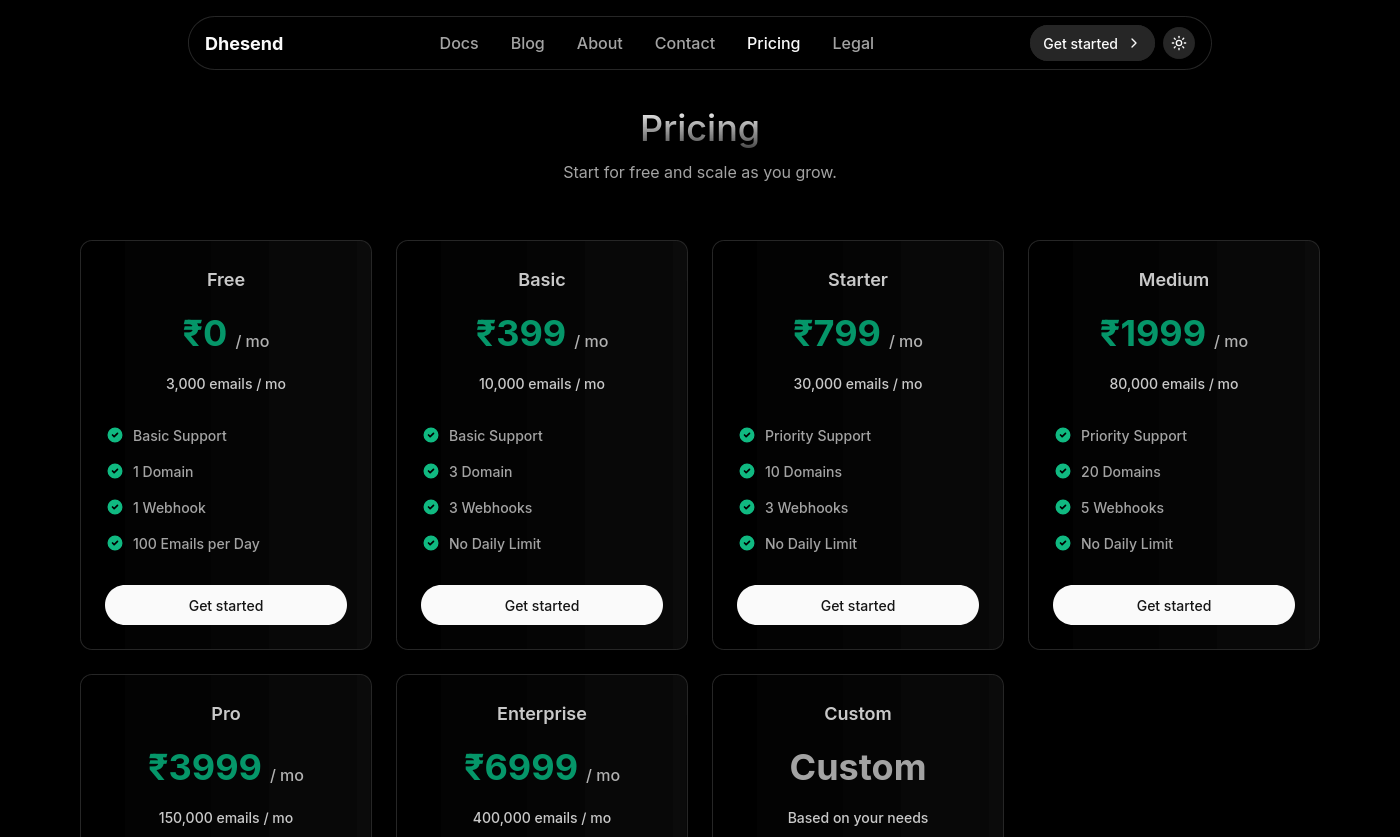 Dhesend
Docs Blog About Contact Pricing Legal
Get started
Pricing
Start for free and scale as you grow.
Free
₹0 / mo
3,000 emails / mo
Basic Support
1 Domain
1 Webhook
100 Emails per Day
Get started
Basic
₹399 / mo
10,000 emails / mo
Basic Support
3 Domain
3 Webhooks
No Daily Limit
Get started
Starter
₹799 / mo
30,000 emails / mo
Priority Support
10 Domains
3 Webhooks
No Daily Limit
Get started
Medium
₹1999 / mo
80,000 emails / mo
Priority Support
20 Domains
5 Webhooks
No Daily Limit
Get started
Pro
₹3999 / mo
150,000 emails / mo
Enterprise
₹6999 / mo
400,000 emails / mo
Custom
Custom
Based on your needs